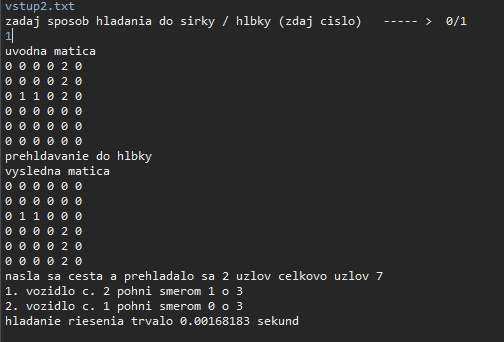 vstup2.txt
zadaj sposob hladania do sirky / hlbky (zdaj cislo)   ----- >  0/1
1
uvodna matica
0 0 0 0 2 0
0 0 0 0 2 0
0 1 1 0 2 0
0 0 0 0 0 0
0 0 0 0 0 0
0 0 0 0 0 0
prehldavanie do hlbky
vysledna matica
0 0 0 0 0 0
0 0 0 0 0 0
0 1 1 0 0 0
0 0 0 0 2 0
0 0 0 0 2 0
0 0 0 0 2 0
nasla sa cesta a prehladalo sa 2 uzlov celkovo uzlov 7
1. vozidlo c. 2 pohni smerom 1 o 3
2. vozidlo c. 1 pohni smerom 0 o 3
hladanie riesenia trvalo 0.00168183 sekund